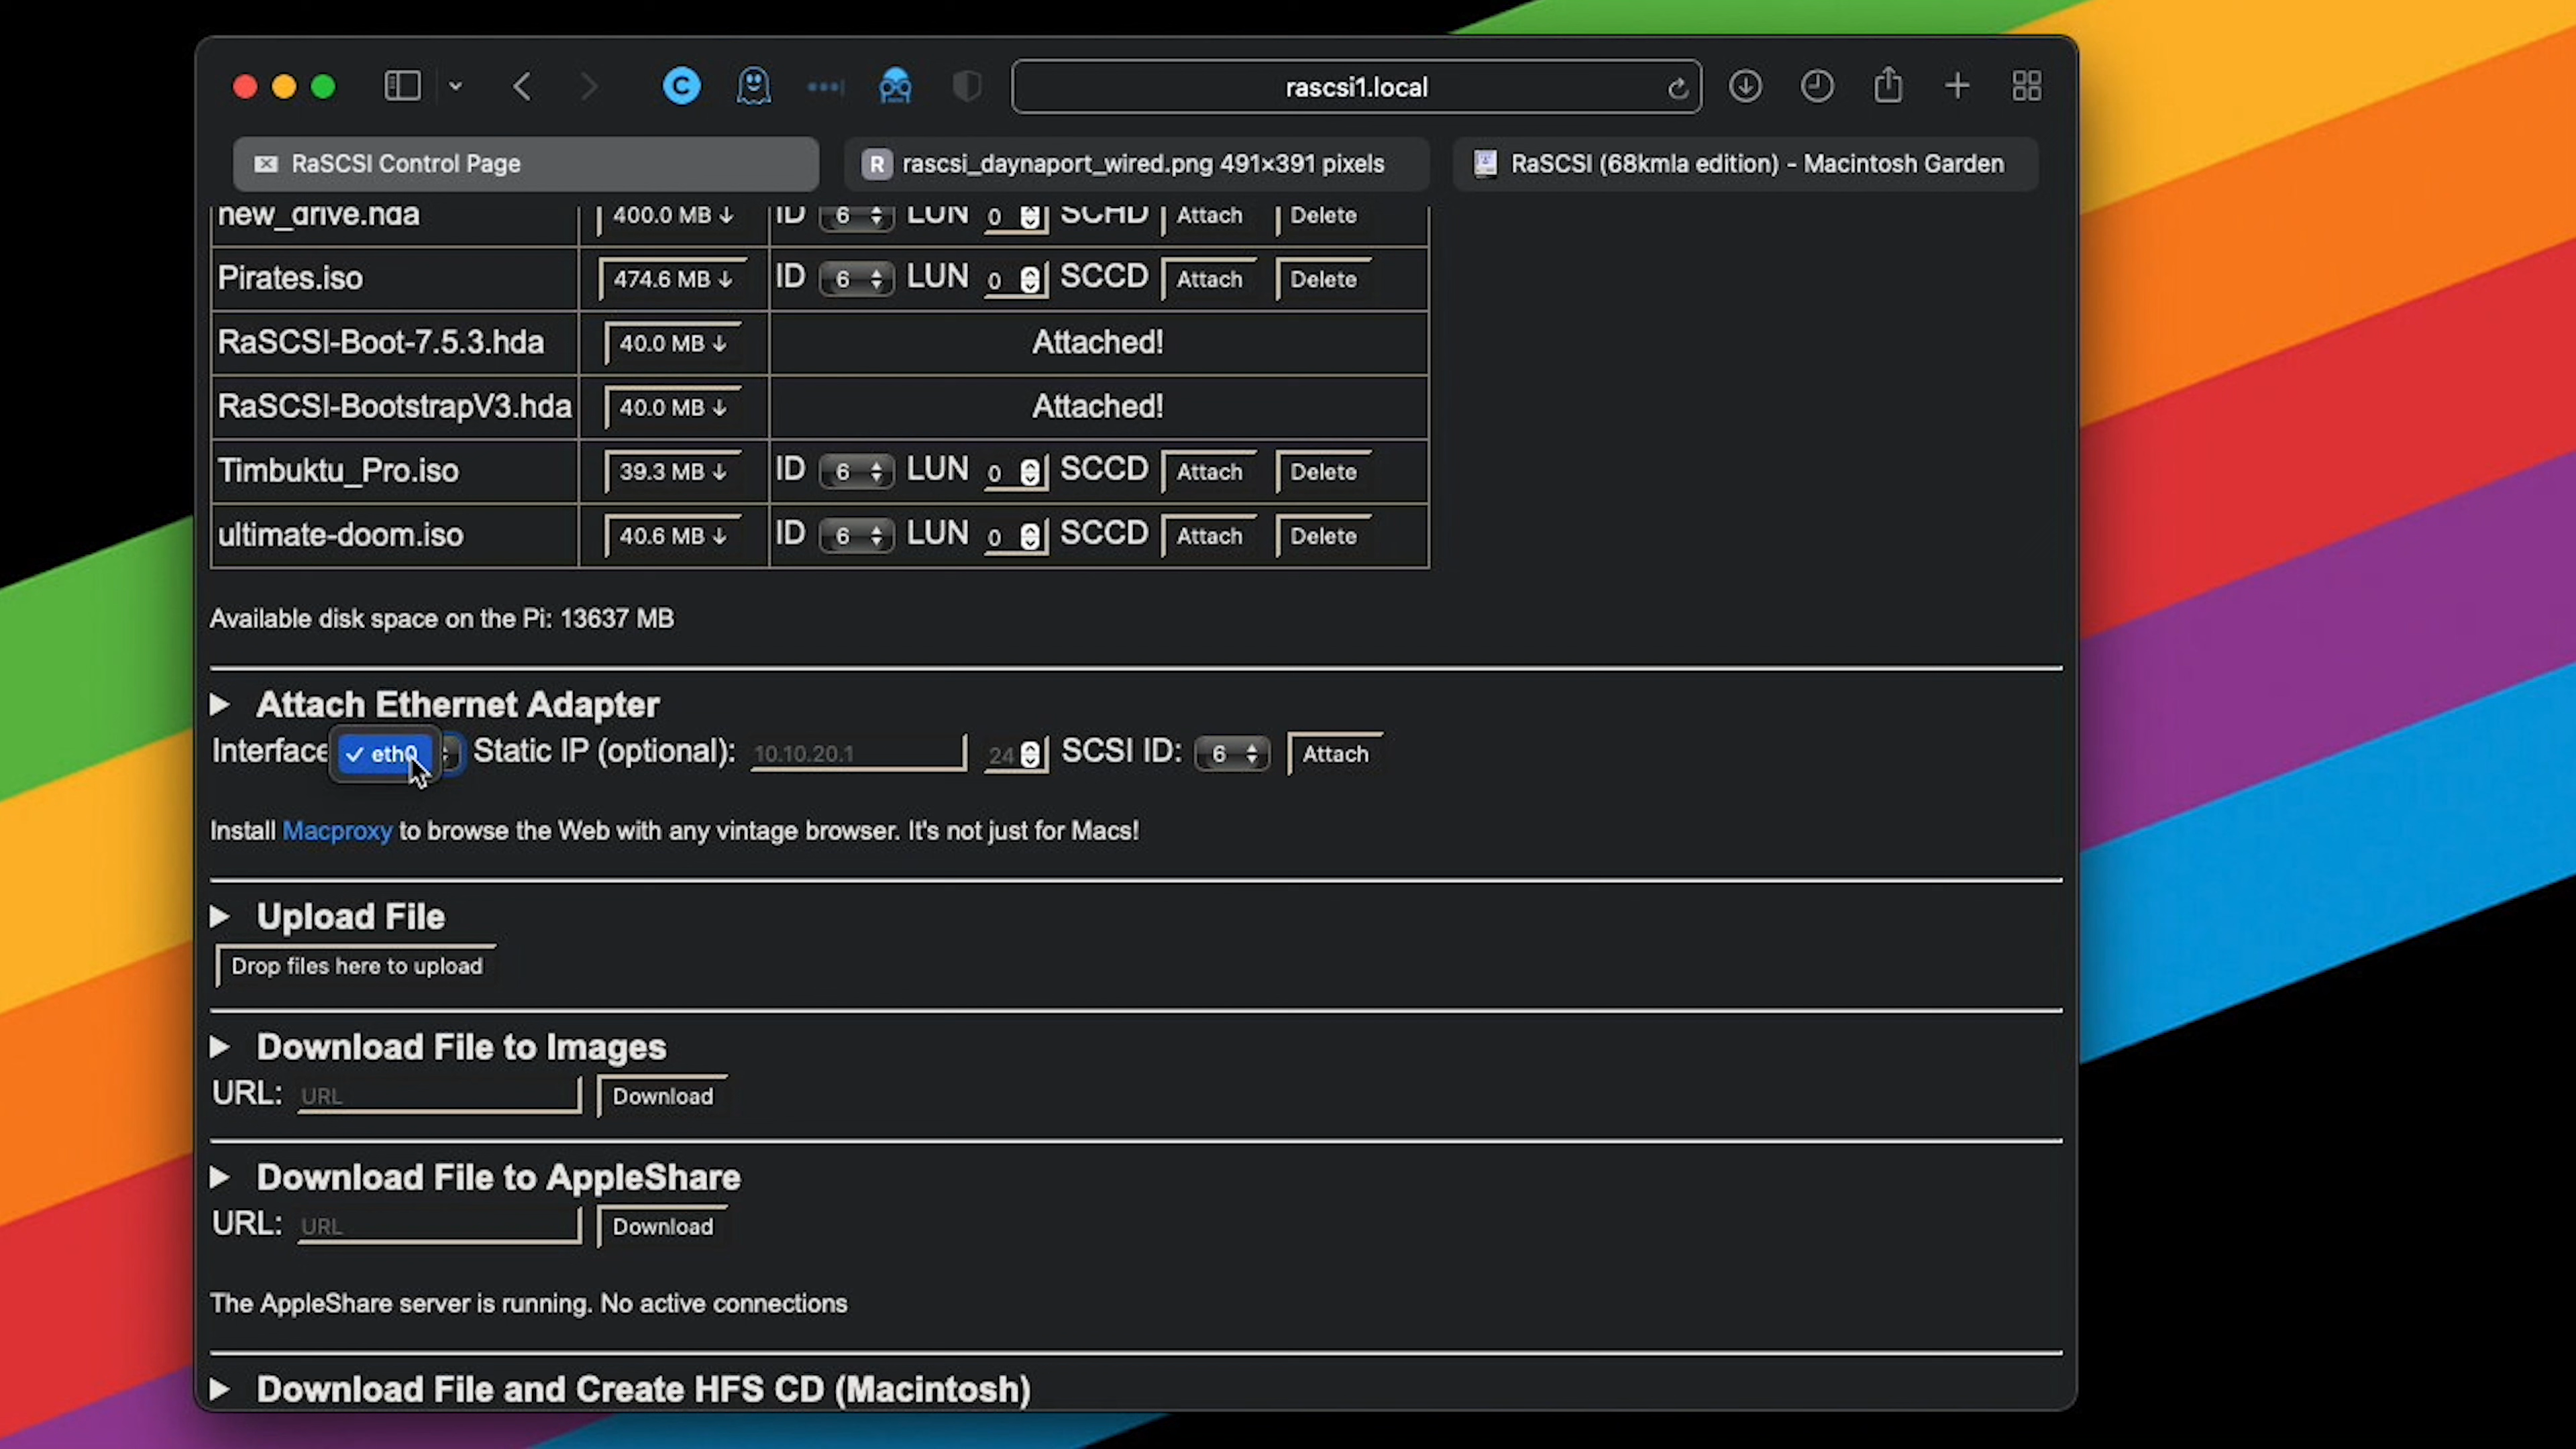 rascsi1.local
RaSCSI Control Page
R rascsi_daynaport_wired.png 491×391 pixels
RaSCSI (68kmla edition) - Macintosh Garden
new_drive.hda 400.0 MB ↓ ID 6 LUN 0 SCHD Attach Delete
Pirates.iso 474.6 MB ↓ ID 6 LUN 0 SCCD Attach Delete
RaSCSI-Boot-7.5.3.hda 40.0 MB ↓ Attached!
RaSCSI-BootstrapV3.hda 40.0 MB ↓ Attached!
Timbuktu_Pro.iso 39.3 MB ↓ ID 6 LUN 0 SCCD Attach Delete
ultimate-doom.iso 40.6 MB ↓ ID 6 LUN 0 SCCD Attach Delete
Available disk space on the Pi: 13637 MB
Attach Ethernet Adapter
Interface ✓ eth0 Static IP (optional): 10.10.20.1 24 SCSI ID: 6 Attach
Install Macproxy to browse the Web with any vintage browser. It's not just for Macs!
Upload File
Drop files here to upload
Download File to Images
URL: URL Download
Download File to AppleShare
URL: URL Download
The AppleShare server is running. No active connections
Download File and Create HFS CD (Macintosh)